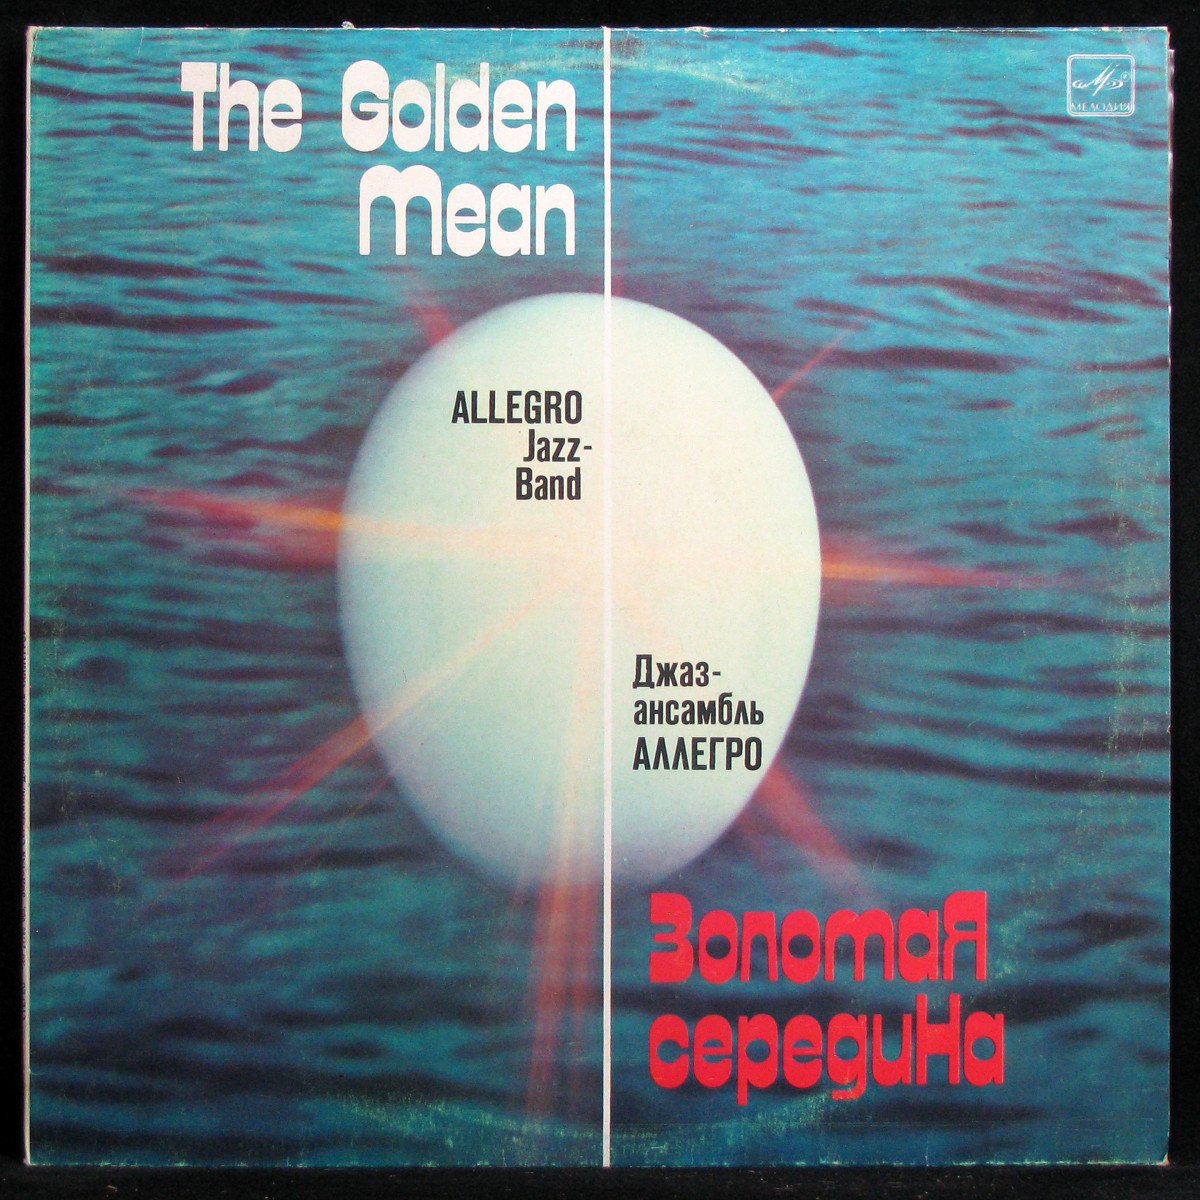 The Golden
Mean
МЕЛОДИЯ
ALLEGRO
Jazz-
Band
Джаз-
ансамбль
АЛЛЕГРО
Золотая
середина